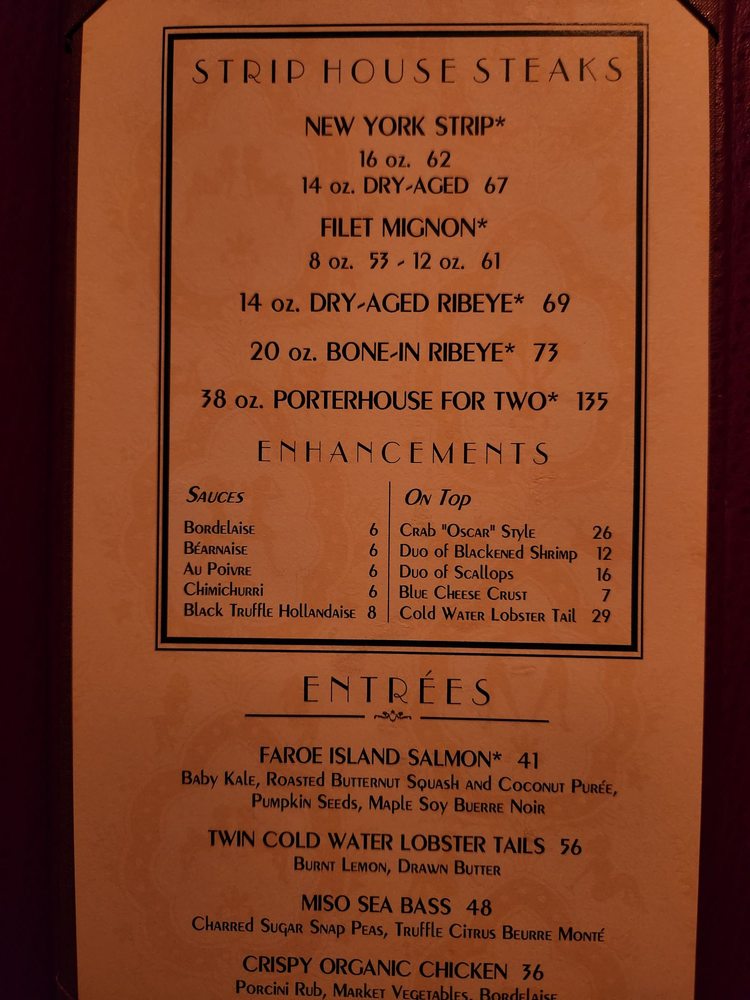 STRIP HOUSE STEAKS
NEW YORK STRIP*
16 oz. 62
14 oz. DRY-AGED 67
FILET MIGNON*
8 oz. 53 - 12 oz. 61
14 oz. DRY-AGED RIBEYE* 69
20 oz. BONE-IN RIBEYE* 73
38 oz. PORTERHOUSE FOR TWO* 135
ENHANCEMENTS
SAUCES
BORDELAISE 6
BÉARNAISE 6
AU POIVRE 6
CHIMICHURRI 6
BLACK TRUFFLE HOLLANDAISE 8
ON TOP
CRAB "OSCAR" STYLE 26
DUO OF BLACKENED SHRIMP 12
DUO OF SCALLOPS 16
BLUE CHEESE CRUST 7
COLD WATER LOBSTER TAIL 29
ENTRÉES
FAROE ISLAND SALMON* 41
BABY KALE, ROASTED BUTTERNUT SQUASH AND COCONUT PURÉE,
PUMPKIN SEEDS, MAPLE SOY BUERRE NOIR
TWIN COLD WATER LOBSTER TAILS 56
BURNT LEMON, DRAWN BUTTER
MISO SEA BASS 48
CHARRED SUGAR SNAP PEAS, TRUFFLE CITRUS BEURRE MONTÉ
CRISPY ORGANIC CHICKEN 36
PORCINI RUB, MARKET VEGETABLES, BORDELAISE